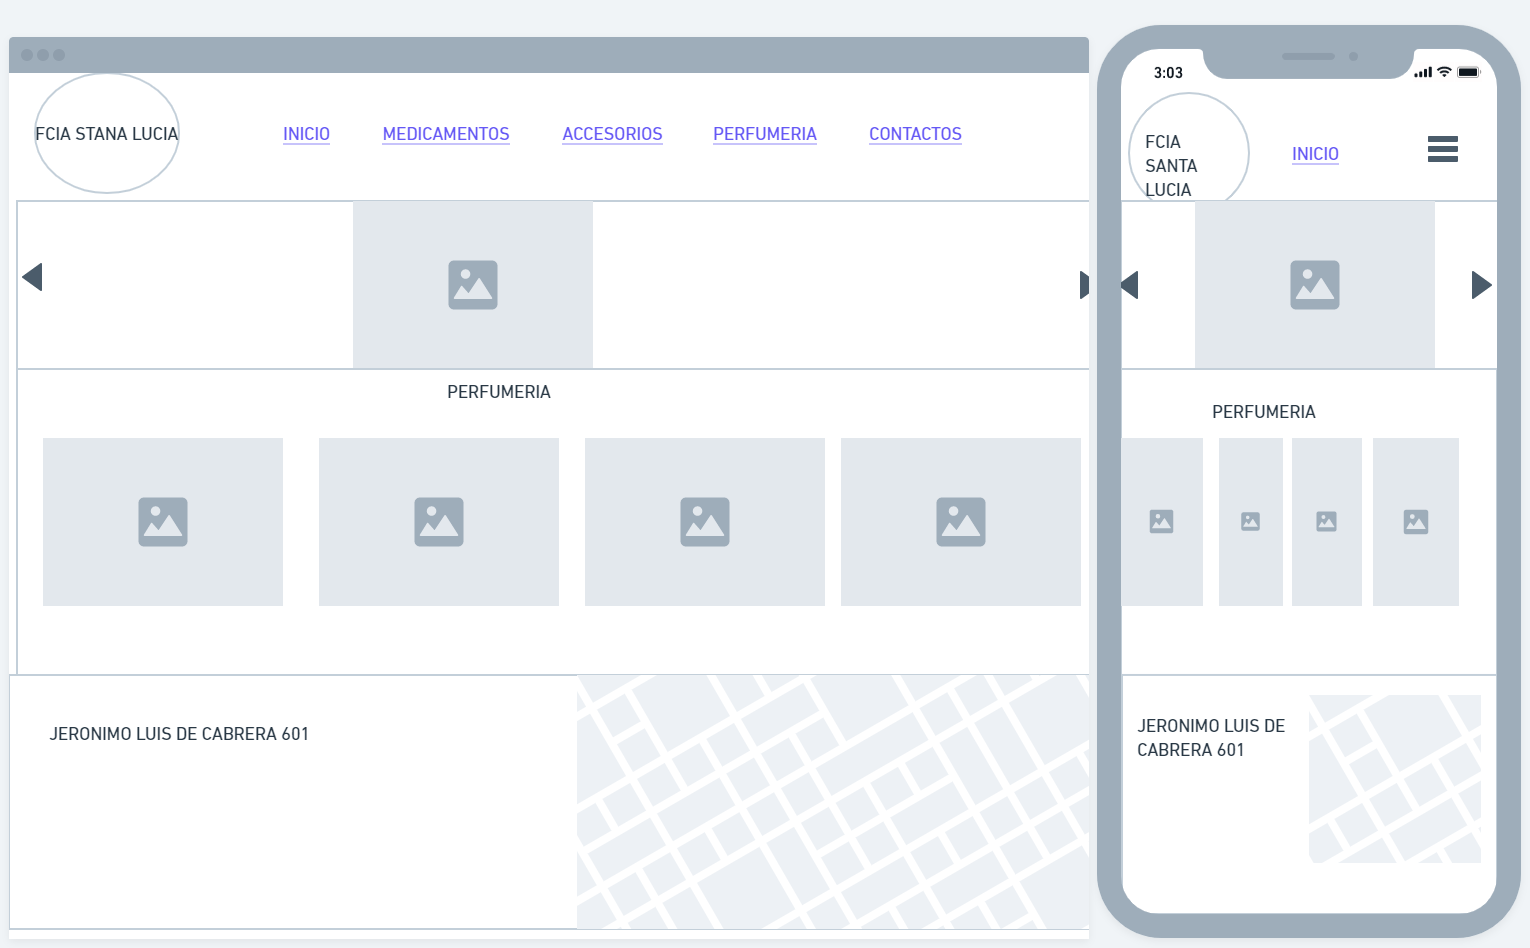 FCIA STANA LUCIA
INICIO
MEDICAMENTOS
ACCESORIOS
PERFUMERIA
CONTACTOS
PERFUMERIA
JERONIMO LUIS DE CABRERA 601
3:03
FCIA
SANTA
LUCIA
INICIO
PERFUMERIA
JERONIMO LUIS DE
CABRERA 601